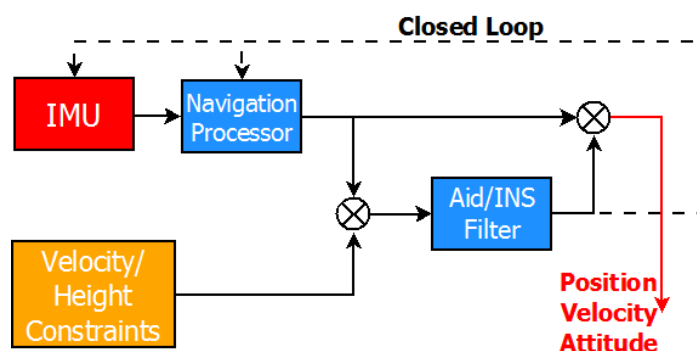 Closed Loop
IMU
Navigation
Processor
Aid/INS
Filter
Velocity/
Height
Constraints
Position
Velocity
Attitude